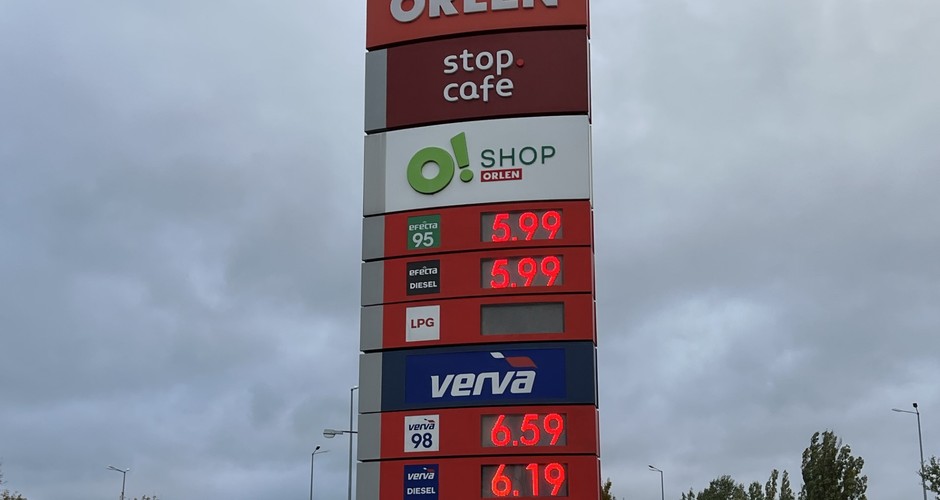 ORLEN
stop.
cafe
O! SHOP
ORLEN
efecta
95
5.99
efecta
DIESEL
5.99
LPG
verva
verva
98
6.59
verva
DIESEL
6.19